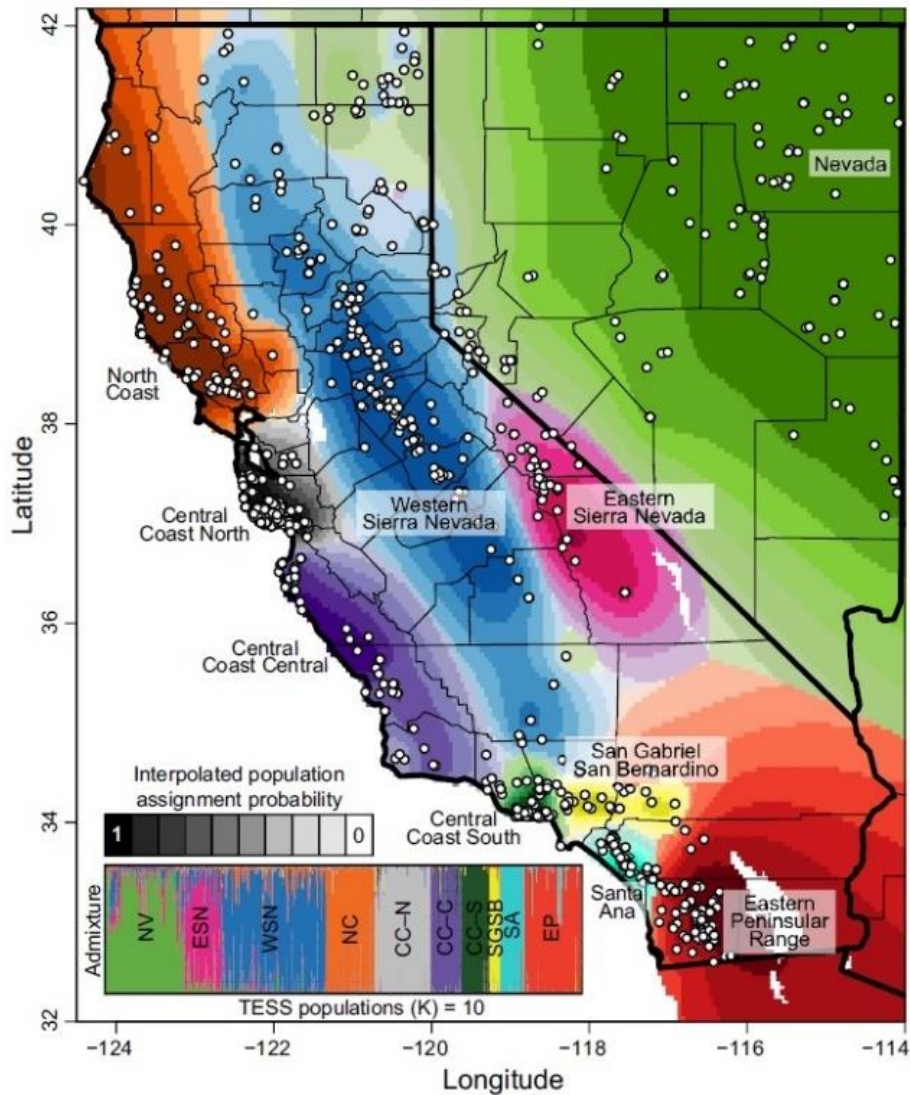 42
40
38
36
34
32
Latitude
Nevada
North
Coast
Western
Sierra Nevada
Eastern
Sierra Nevada
Central
Coast North
Central
Coast Central
San Gabriel
San Bernardino
Interpolated population
assignment probability
1
0
Central
Coast South
Santa
Ana
Eastern
Peninsular
Range
Admixture
NV
ESN
WSN
NC
CC–N
CC–C
CC–S
SGSB
SA
EP
TESS populations (K) = 10
−124
−122
−120
−118
−116
−114
Longitude